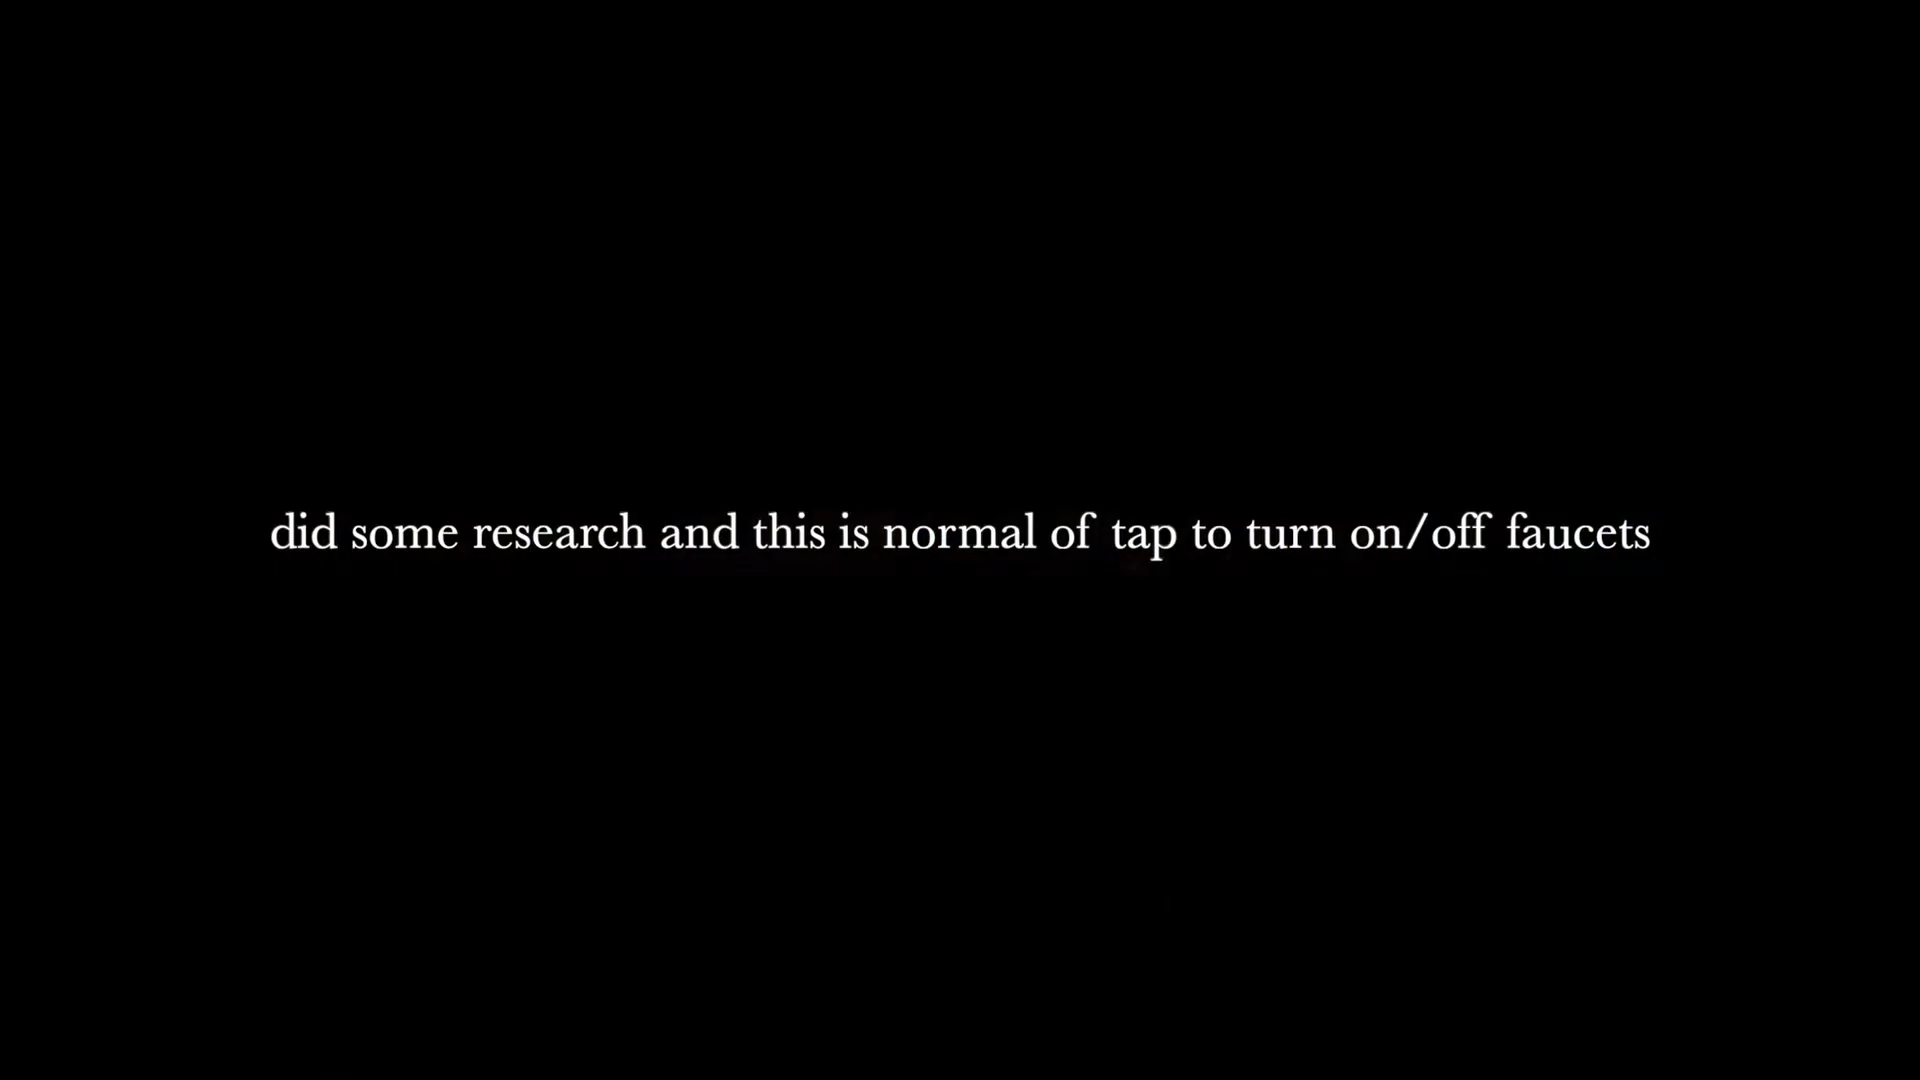 did some research and this is normal of tap to turn on/off faucets